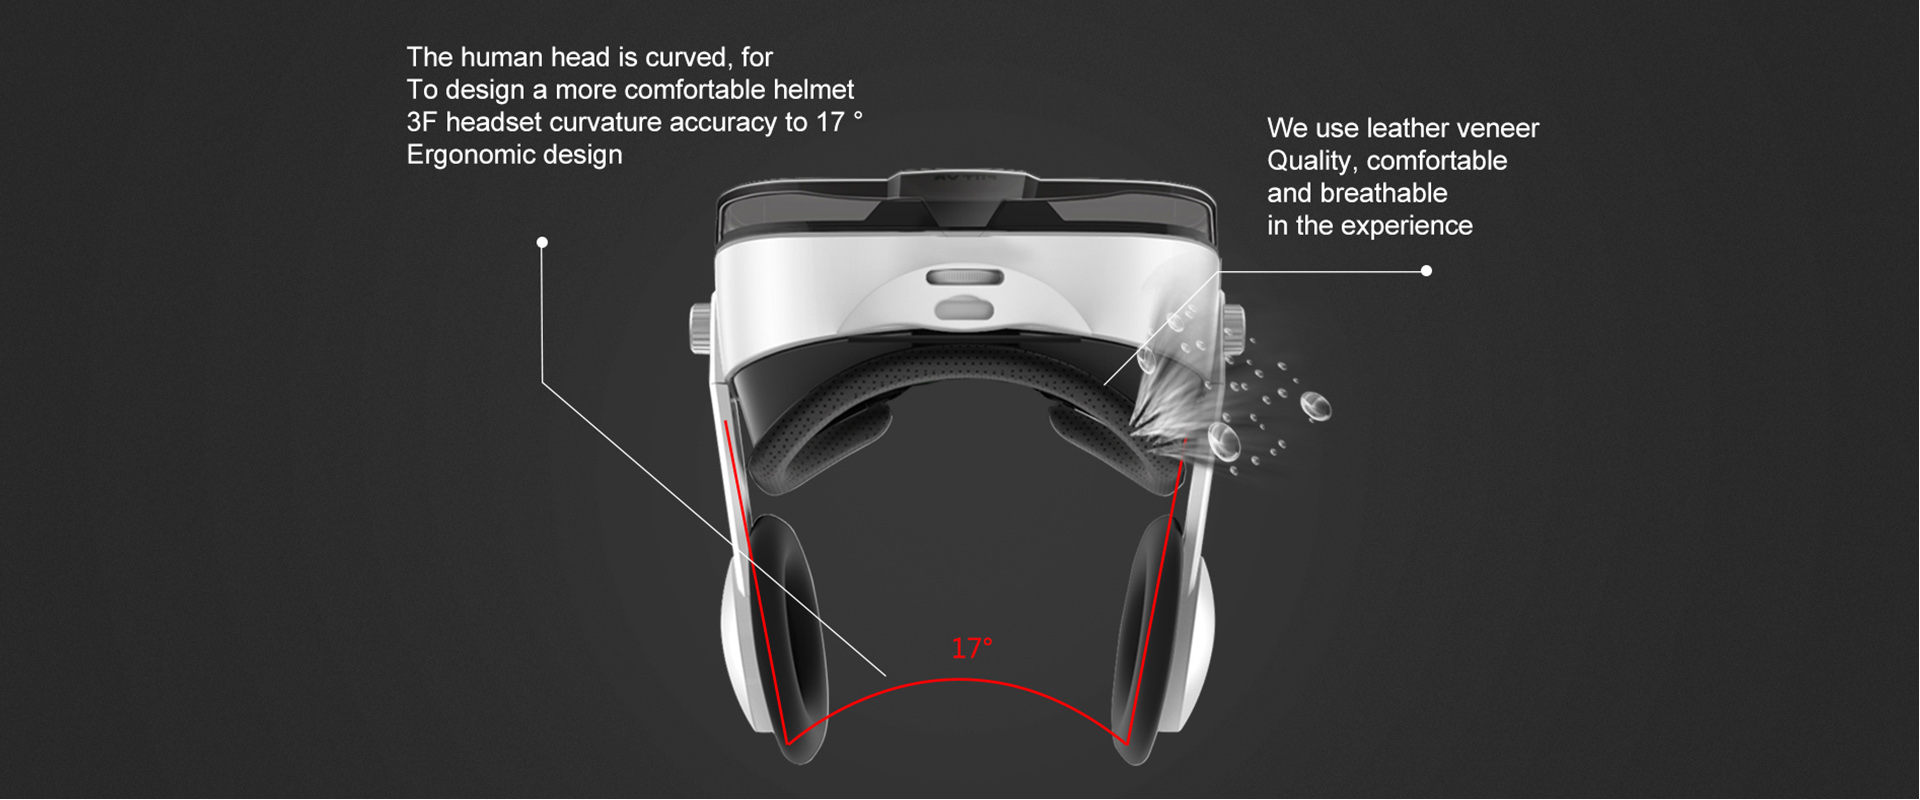 The human head is curved, for
To design a more comfortable helmet
3F headset curvature accuracy to 17 °
Ergonomic design
We use leather veneer
Quality, comfortable
and breathable
in the experience
17°